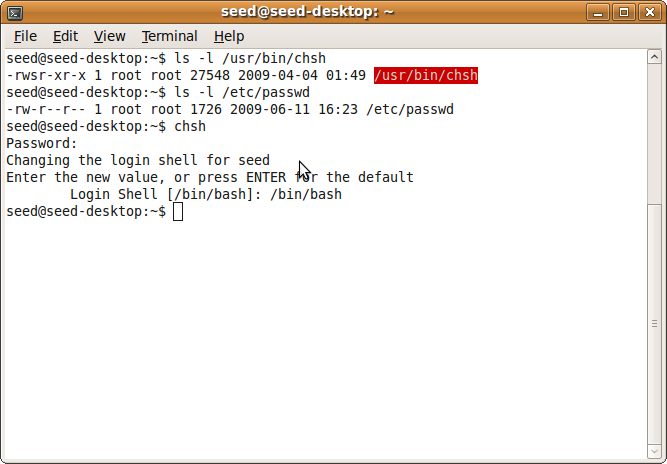 seed@seed-desktop: ~
File Edit View Terminal Help
seed@seed-desktop:~$ ls -l /usr/bin/chsh
-rwsr-xr-x 1 root root 27548 2009-04-04 01:49 /usr/bin/chsh
seed@seed-desktop:~$ ls -l /etc/passwd
-rw-r--r-- 1 root root 1726 2009-06-11 16:23 /etc/passwd
seed@seed-desktop:~$ chsh
Password:
Changing the login shell for seed
Enter the new value, or press ENTER for the default
        Login Shell [/bin/bash]: /bin/bash
seed@seed-desktop:~$